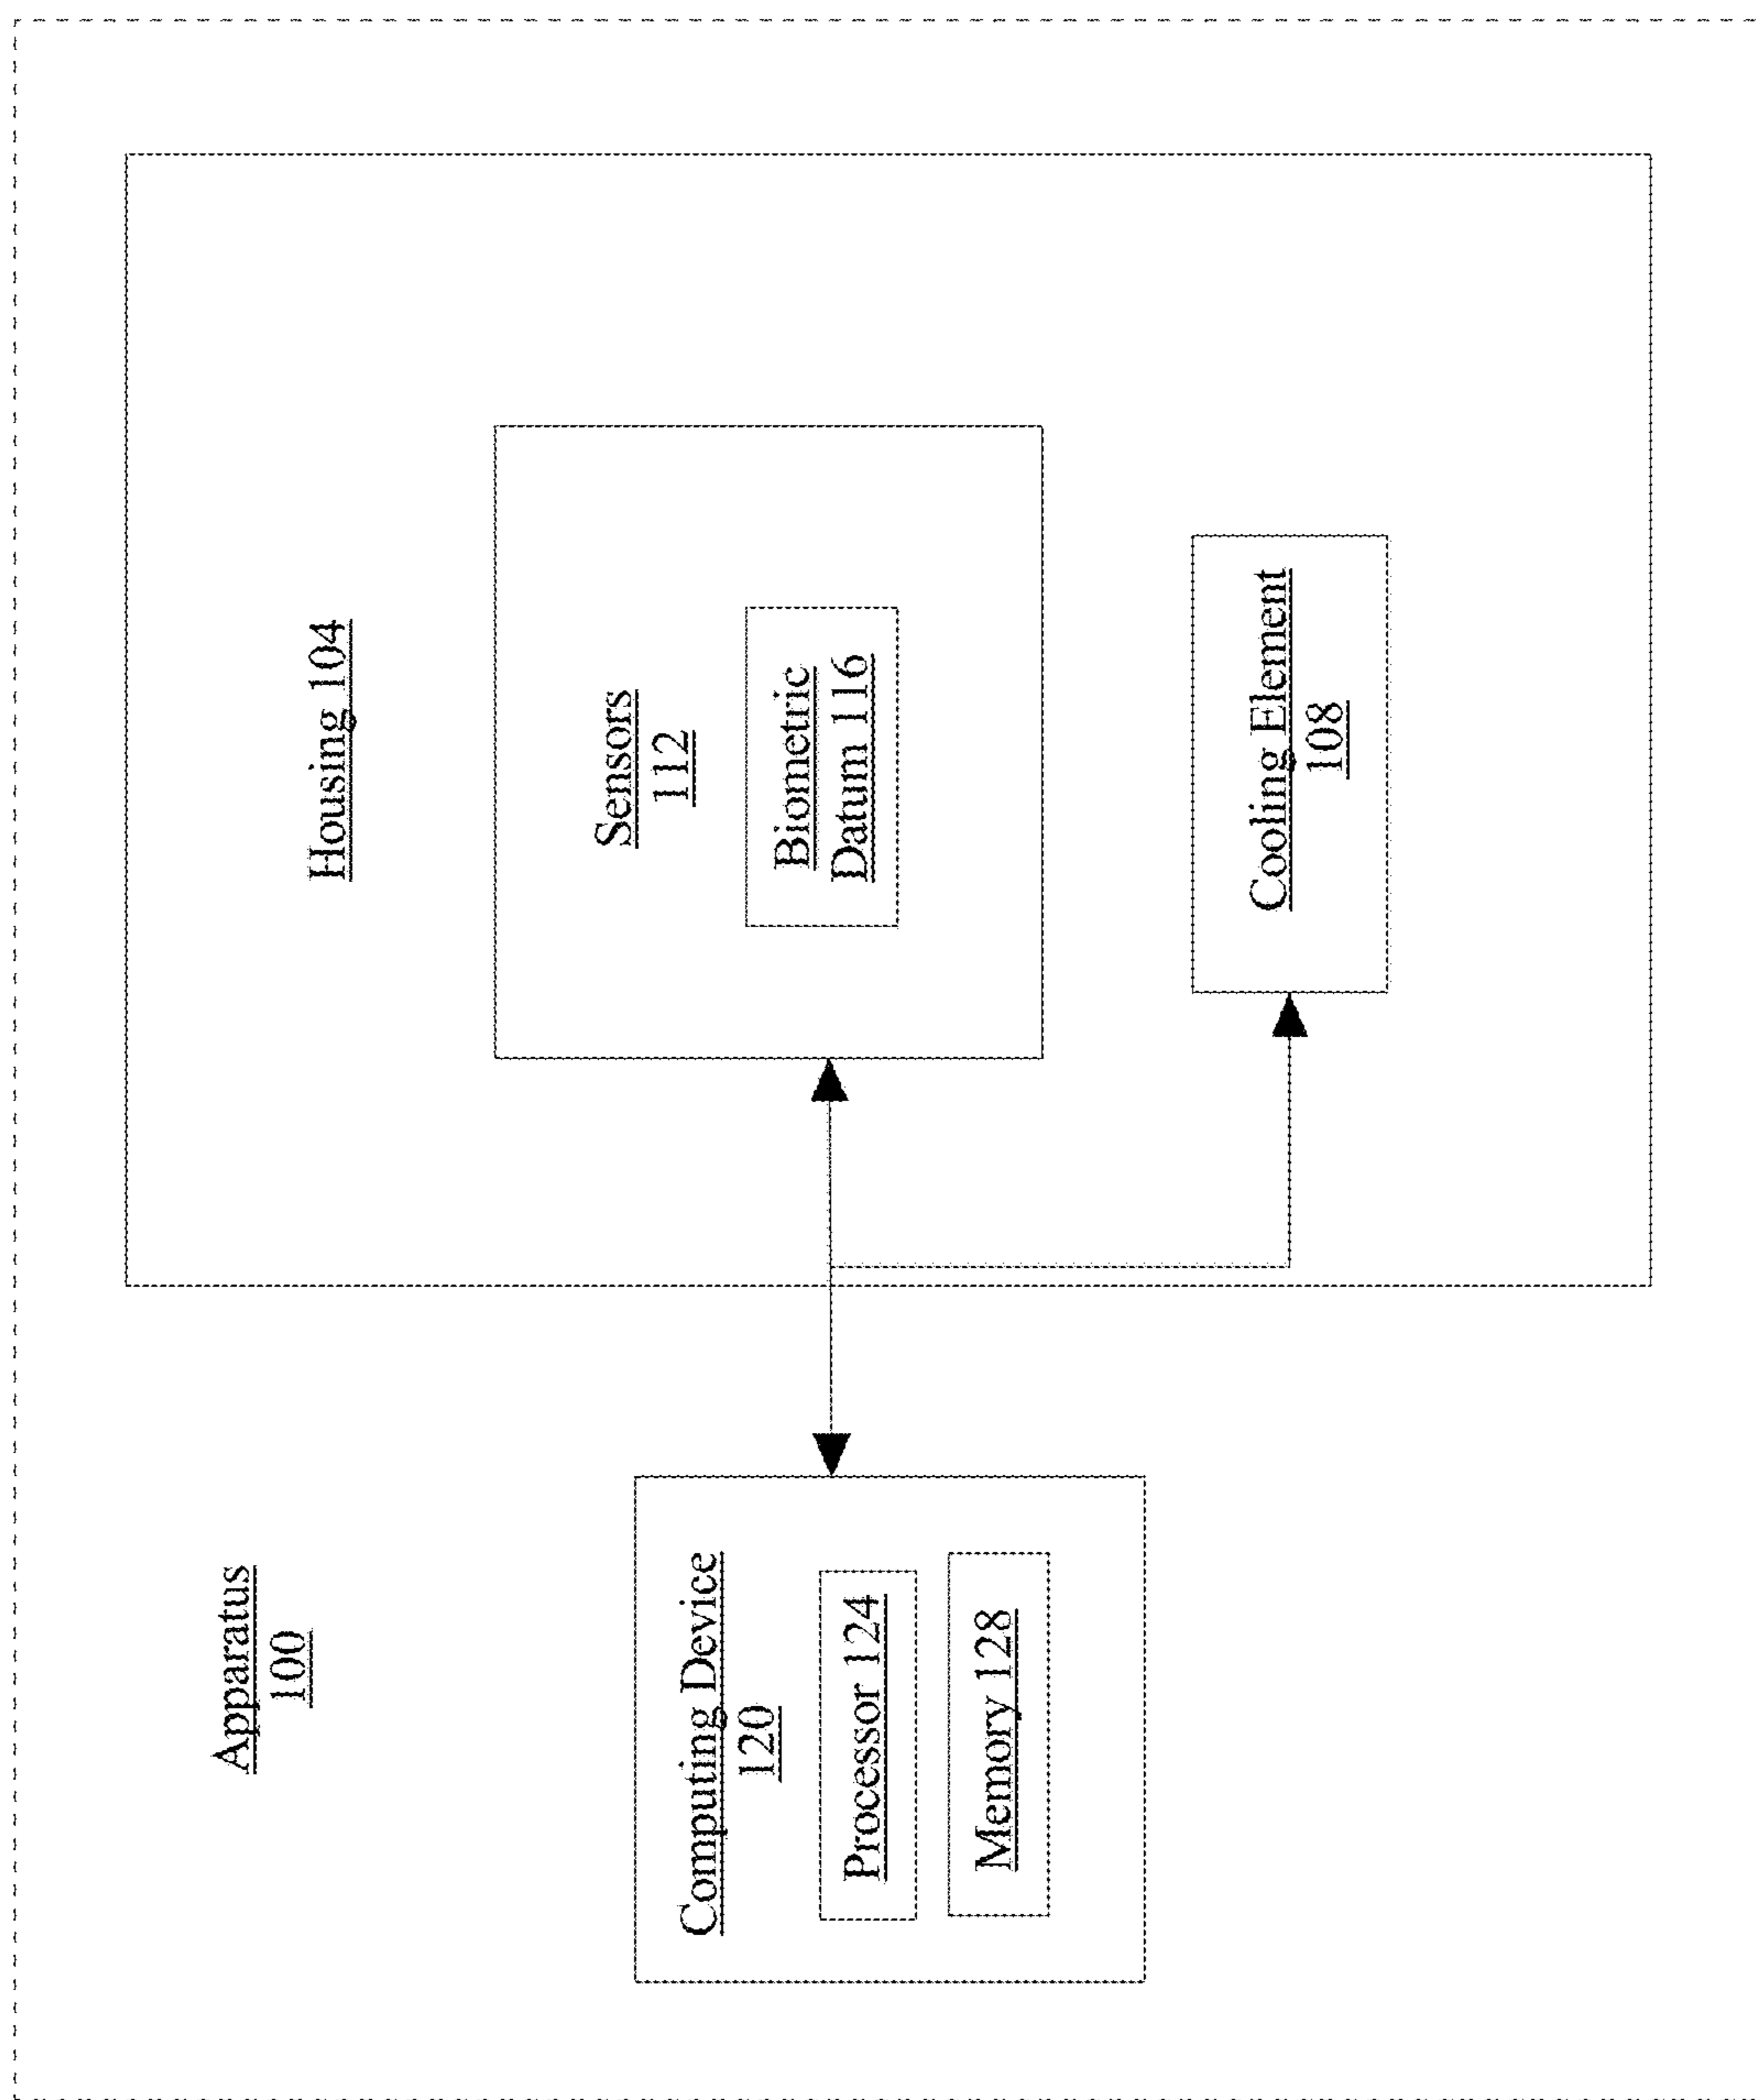 Apparatus
100
Computing Device
120
Processor 124
Memory 128
Housing 104
Sensors
112
Biometric
Datum 116
Cooling Element
108